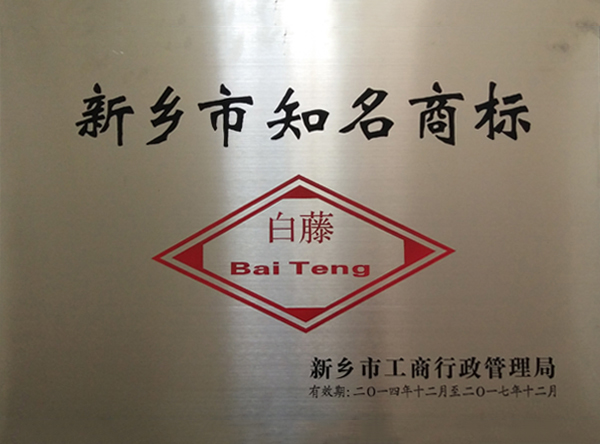 新乡市知名商标
白藤
Bai Teng
新乡市工商行政管理局
有效期:二〇一四年十二月至二〇一七年十二月